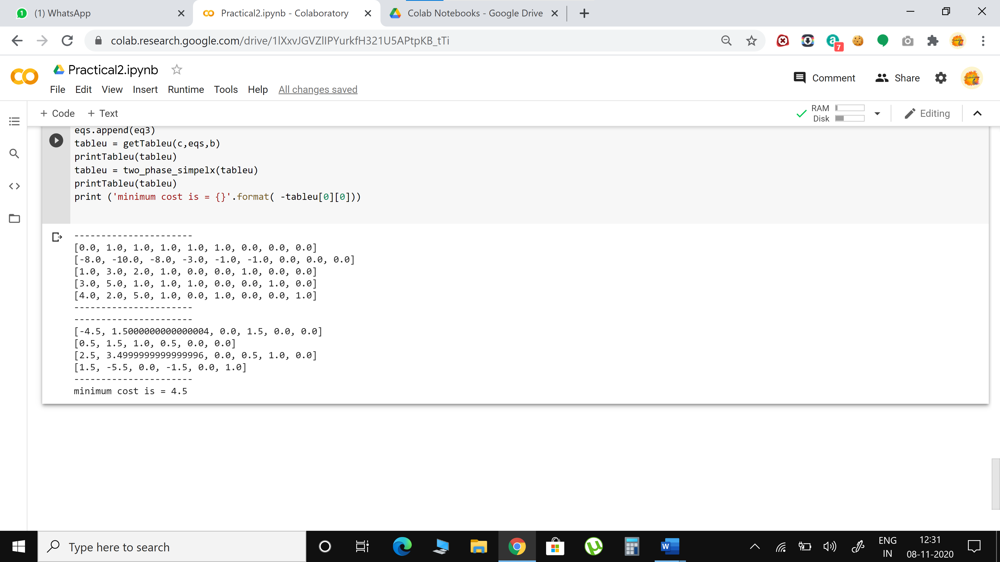 (1) WhatsApp
Practical2.ipynb - Colaboratory
Colab Notebooks - Google Drive
colab.research.google.com/drive/1lXxvJGVZlIPYurkfH321U5APtpKB_tTi
7
Practical2.ipynb
Comment
Share
File Edit View Insert Runtime Tools Help All changes saved
+ Code + Text
RAM
Disk
Editing
eqs.append(eq3)
tableu = getTableu(c,eqs,b)
printTableu(tableu)
tableu = two_phase_simpelx(tableu)
printTableu(tableu)
print ('minimum cost is = {}'.format( -tableu[0][0]))
----------------------
[0.0, 1.0, 1.0, 1.0, 1.0, 1.0, 0.0, 0.0, 0.0]
[-8.0, -10.0, -8.0, -3.0, -1.0, -1.0, 0.0, 0.0, 0.0]
[1.0, 3.0, 2.0, 1.0, 0.0, 0.0, 1.0, 0.0, 0.0]
[3.0, 5.0, 1.0, 1.0, 1.0, 0.0, 0.0, 1.0, 0.0]
[4.0, 2.0, 5.0, 1.0, 0.0, 1.0, 0.0, 0.0, 1.0]
----------------------
----------------------
[-4.5, 1.5000000000000004, 0.0, 1.5, 0.0, 0.0]
[0.5, 1.5, 1.0, 0.5, 0.0, 0.0]
[2.5, 3.4999999999999996, 0.0, 0.5, 1.0, 0.0]
[1.5, -5.5, 0.0, -1.5, 0.0, 1.0]
----------------------
minimum cost is = 4.5
Type here to search
ENG
IN
12:31
08-11-2020